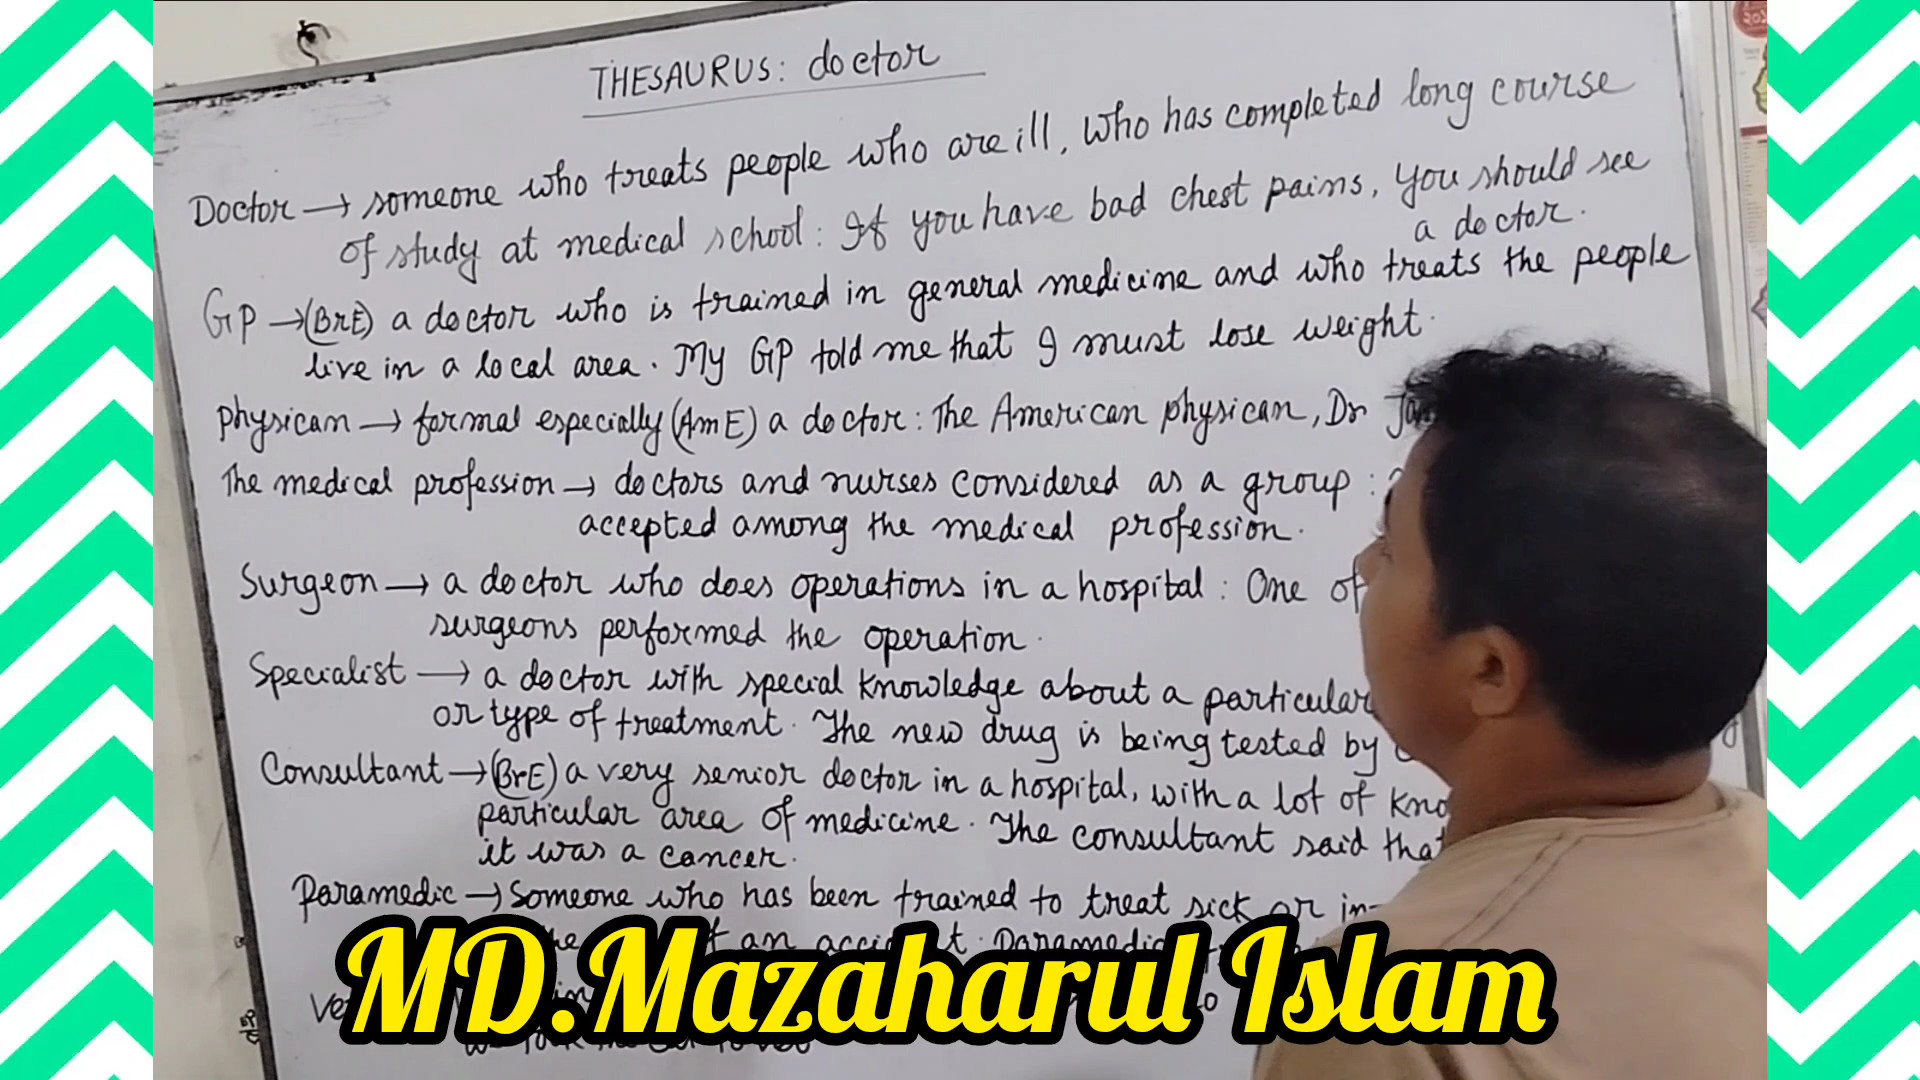 THESAURUS: doctor
Doctor → someone who treats people who are ill, who has completed long course
of study at medical school: If you have bad chest pains, you should see
a doctor.
GP → (BrE) a doctor who is trained in general medicine and who treats the people
live in a local area. My GP told me that I must lose weight.
Physican → formal especially (AmE) a doctor: The American physican, Dr
The medical profession → doctors and nurses considered as a group:
accepted among the medical profession.
Surgeon → a doctor who does operations in a hospital: One of
surgeons performed the operation.
Specialist → a doctor with special knowledge about a particular
or type of treatment. The new drug is being tested by
Consultant → (BrE) a very senior doctor in a hospital, with a lot of
particular area of medicine. The consultant said that
it was a cancer.
Paramedic → Someone who has been trained to treat sick or in-
an
MD.Mazaharul Islam